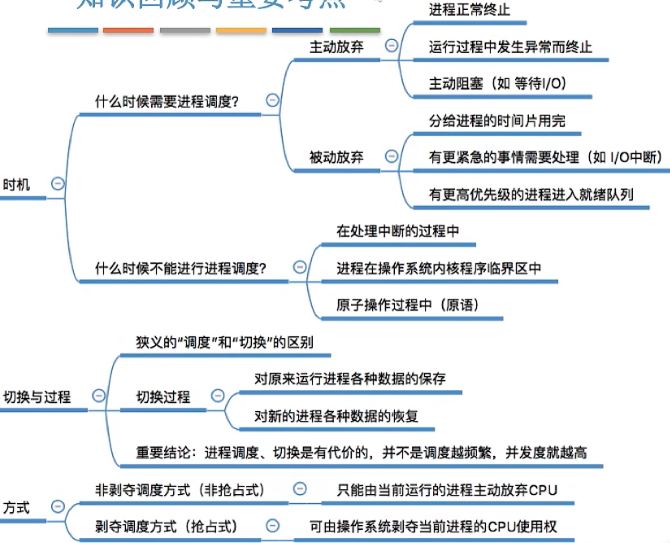 知识回顾与重要考点
时机
什么时候需要进程调度?
主动放弃
进程正常终止
运行过程中发生异常而终止
主动阻塞（如 等待I/O）
被动放弃
分给进程的时间片用完
有更紧急的事情需要处理（如 I/O中断）
有更高优先级的进程进入就绪队列
什么时候不能进行进程调度?
在处理中断的过程中
进程在操作系统内核程序临界区中
原子操作过程中（原语）
切换与过程
狭义的“调度”和“切换”的区别
切换过程
对原来运行进程各种数据的保存
对新的进程各种数据的恢复
重要结论：进程调度、切换是有代价的，并不是调度越频繁，并发度就越高
方式
非剥夺调度方式（非抢占式）
只能由当前运行的进程主动放弃CPU
剥夺调度方式（抢占式）
可由操作系统剥夺当前进程的CPU使用权